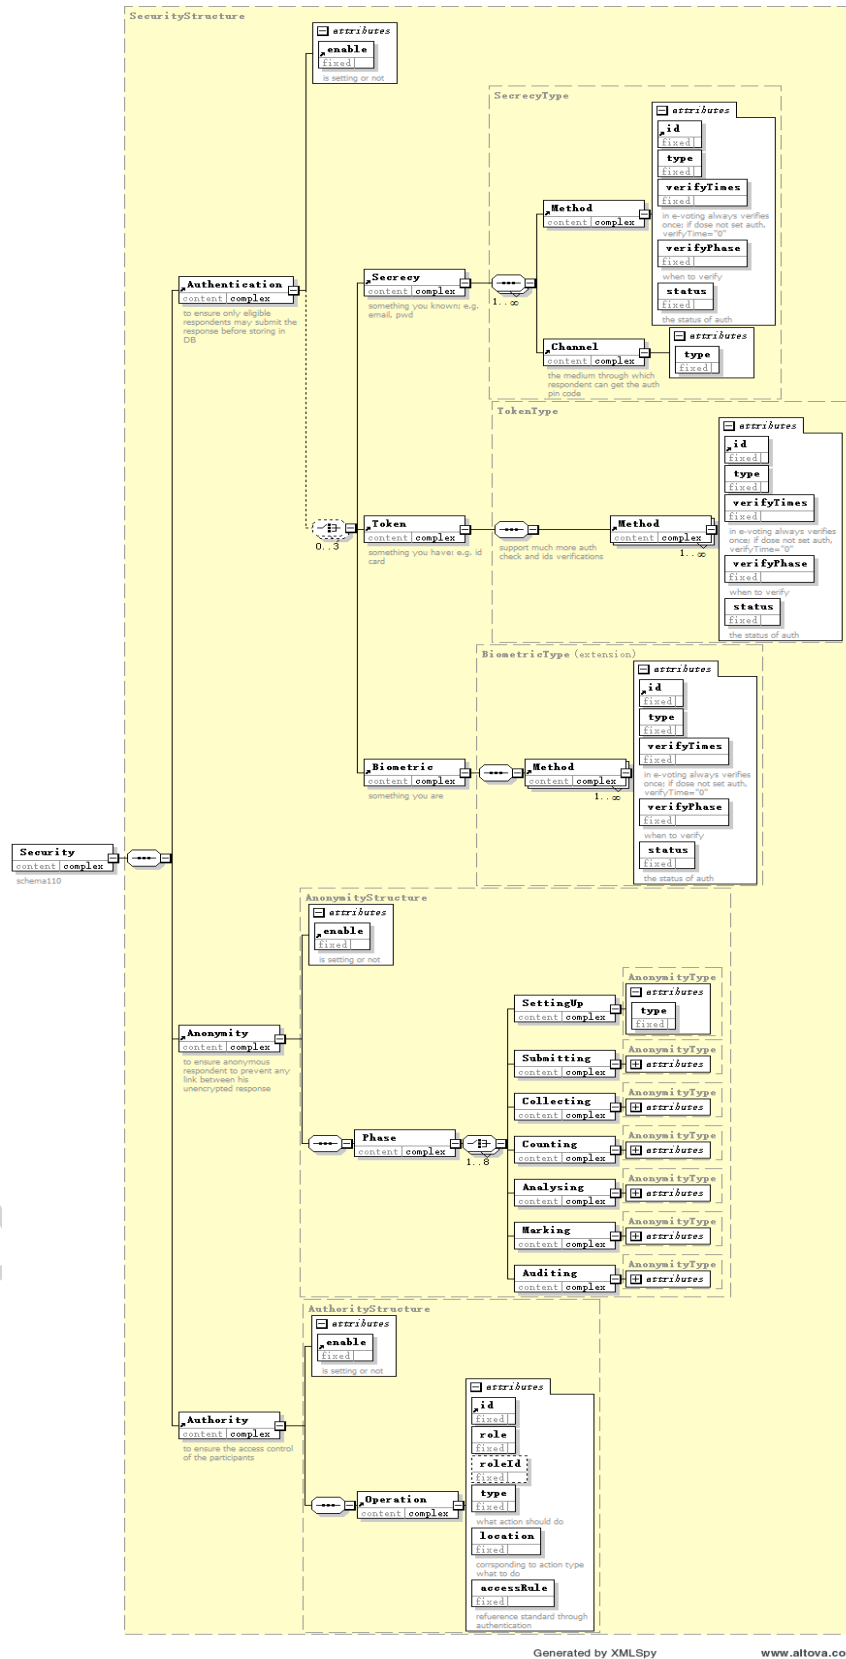 SecurityStructure
attributes
enable
fixed
is setting or not
SecrecyType
attributes
id
fixed
type
fixed
verifyTimes
fixed
in e-voting always verifies
once; if dose not set auth,
verifyTime="0"
verifyPhase
fixed
when to verify
status
fixed
the status of auth
Method
content complex
Authentication
content complex
to ensure only eligible
respondents may submit the
response before storing in
DB
Secrecy
content complex
something you known: e.g.
email, pwd
1..∞
Channel
content complex
the medium through which
respondent can get the auth
pin code
attributes
type
fixed
TokenType
attributes
id
fixed
type
fixed
verifyTimes
fixed
in e-voting always verifies
once; if dose not set auth,
verifyTime="0"
verifyPhase
fixed
when to verify
status
fixed
the status of auth
0..3
Token
content complex
something you have: e.g. id
card
support much more auth
check and ids verifications
Method
content complex
1..∞
BiometricType (extension)
attributes
id
fixed
type
fixed
verifyTimes
fixed
in e-voting always verifies
once; if dose not set auth,
verifyTime="0"
verifyPhase
fixed
when to verify
status
fixed
the status of auth
Biometric
content complex
something you are
Method
content complex
1..∞
Security
content complex
schema110
AnonymityStructure
attributes
enable
fixed
is setting or not
Anonymity
content complex
to ensure anonymous
respondent to prevent any
link between his
unencrypted response
Phase
content complex
1..8
SettingUp
content complex
AnonymityType
attributes
type
fixed
Submitting
content complex
AnonymityType
attributes
Collecting
content complex
AnonymityType
attributes
Counting
content complex
AnonymityType
attributes
Analysing
content complex
AnonymityType
attributes
Marking
content complex
AnonymityType
attributes
Auditing
content complex
AnonymityType
attributes
AuthorityStructure
attributes
enable
fixed
is setting or not
Authority
content complex
to ensure the access control
of the participants
Operation
content complex
attributes
id
fixed
role
fixed
roleId
fixed
type
fixed
what action should do
location
fixed
corrsponding to action type
what to do
accessRule
fixed
refuerence standard through
authentication
Generated by XMLSpy
www.altova.co